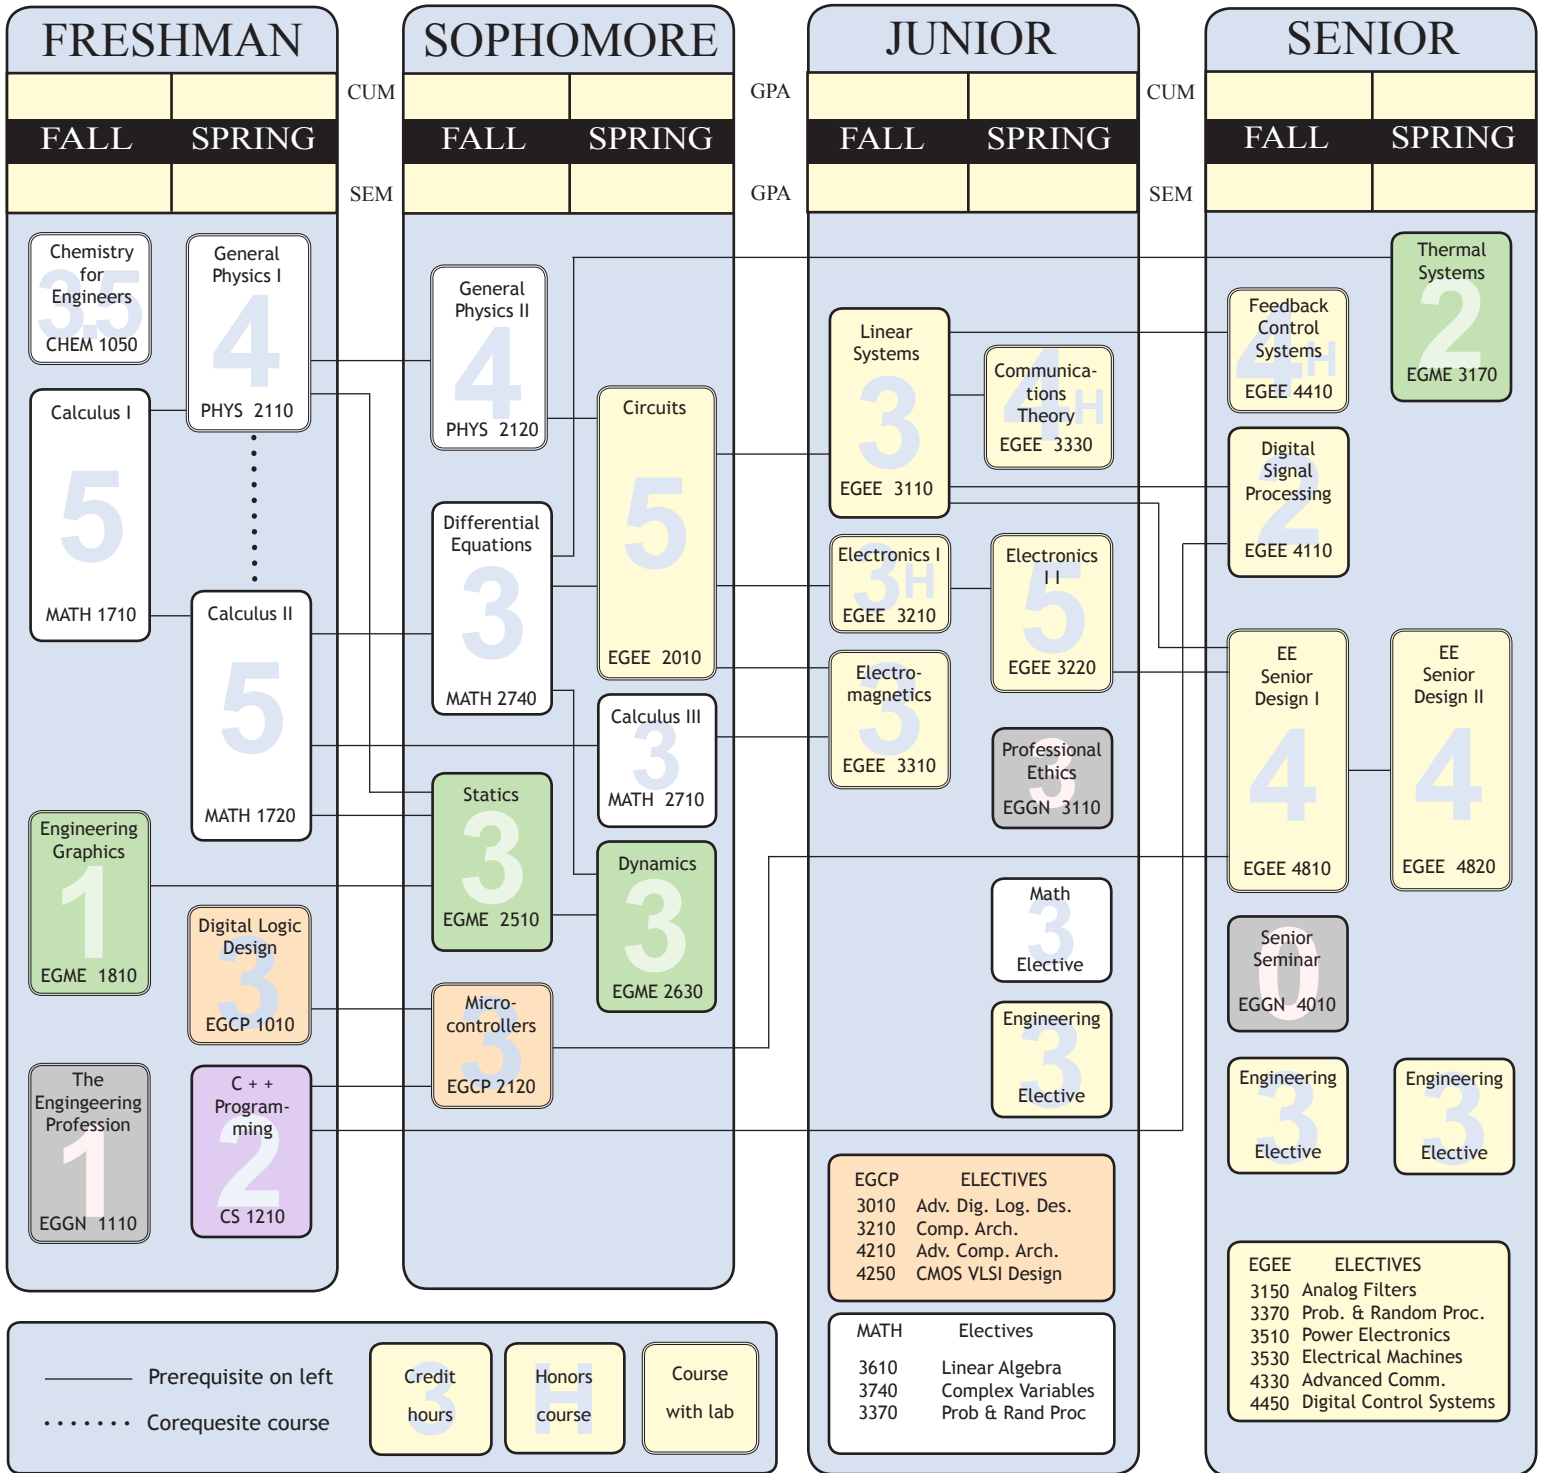 FRESHMAN
SOPHOMORE
JUNIOR
SENIOR
CUM
GPA
CUM
FALL SPRING
FALL SPRING
FALL SPRING
FALL SPRING
SEM
GPA
SEM
Chemistry
for
Engineers
3.5
CHEM 1050
Calculus I
5
MATH 1710
Engineering
Graphics
1
EGME 1810
The
Engingeering
Profession
1
EGGN 1110
General
Physics I
4
PHYS 2110
Calculus II
5
MATH 1720
Digital Logic
Design
3
EGCP 1010
C + +
Program-
ming
2
CS 1210
General
Physics II
4
PHYS 2120
Differential
Equations
3
MATH 2740
Statics
3
EGME 2510
Micro-
controllers
3
EGCP 2120
Circuits
5
EGEE 2010
Calculus III
3
MATH 2710
Dynamics
3
EGME 2630
Linear
Systems
3
EGEE 3110
Electronics I
3H
EGEE 3210
Electro-
magnetics
3
EGEE 3310
Communica-
tions
Theory
4H
EGEE 3330
Electronics
I I
5
EGEE 3220
Professional
Ethics
3
EGGN 3110
Math
3
Elective
Engineering
3
Elective
EGCP ELECTIVES
3010 Adv. Dig. Log. Des.
3210 Comp. Arch.
4210 Adv. Comp. Arch.
4250 CMOS VLSI Design
MATH Electives
3610 Linear Algebra
3740 Complex Variables
3370 Prob & Rand Proc
Feedback
Control
Systems
4H
EGEE 4410
Digital
Signal
Processing
2
EGEE 4110
EE
Senior
Design I
4
EGEE 4810
Senior
Seminar
0
EGGN 4010
Engineering
3
Elective
Thermal
Systems
2
EGME 3170
EE
Senior
Design II
4
EGEE 4820
Engineering
3
Elective
EGEE ELECTIVES
3150 Analog Filters
3370 Prob. & Random Proc.
3510 Power Electronics
3530 Electrical Machines
4330 Advanced Comm.
4450 Digital Control Systems
Prerequisite on left
Corequesite course
Credit
3
hours
Honors
H
course
Course
with lab